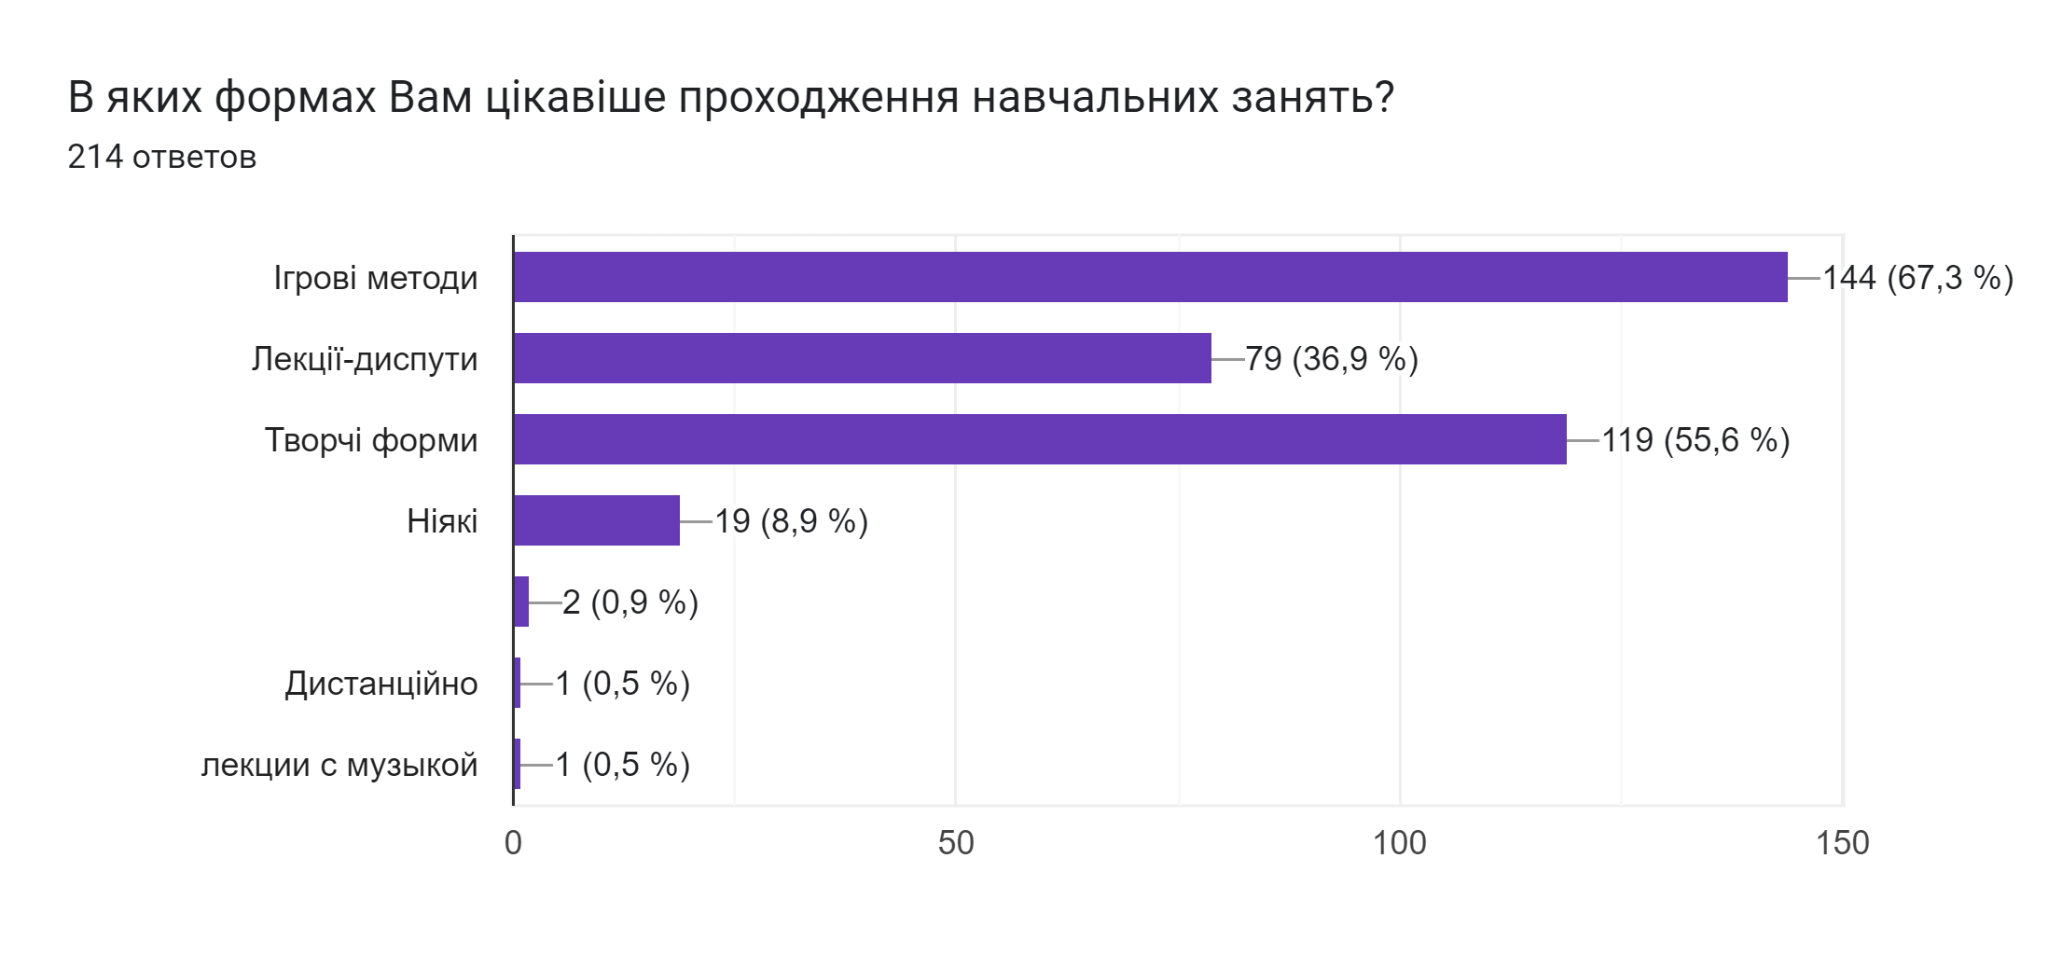 В яких формах Вам цікавіше проходження навчальних занять?
214 ответов
Ігрові методи 144 (67,3 %)
Лекції-диспути 79 (36,9 %)
Творчі форми 119 (55,6 %)
Ніякі 19 (8,9 %)
2 (0,9 %)
Дистанційно 1 (0,5 %)
лекции с музыкой 1 (0,5 %)
0 50 100 150